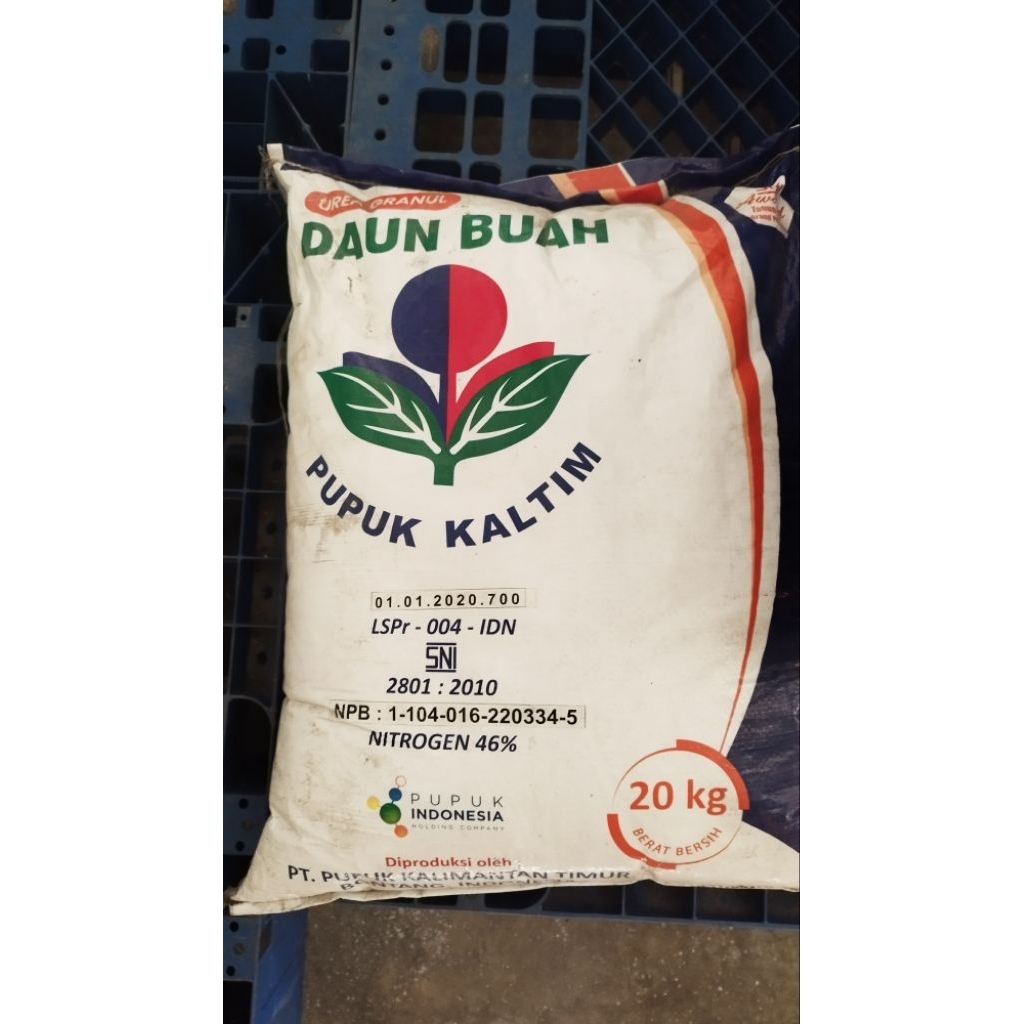 UREA GRANUL
DAUN BUAH
PUPUK KALTIM
01.01.2020.700
LSPr - 004 - IDN
SNI
2801 : 2010
NPB : 1-104-016-220334-5
NITROGEN 46%
PUPUK
INDONESIA
HOLDING COMPANY
20 kg
BERAT BERSIH
Diproduksi oleh :
PT. PUPUK KALIMANTAN TIMUR
BONTANG, INDONESIA